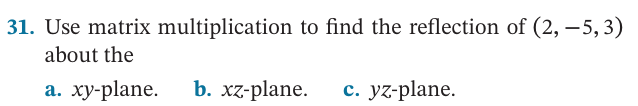 31. Use matrix multiplication to find the reflection of (2, −5, 3)
about the
a. xy-plane. b. xz-plane. c. yz-plane.